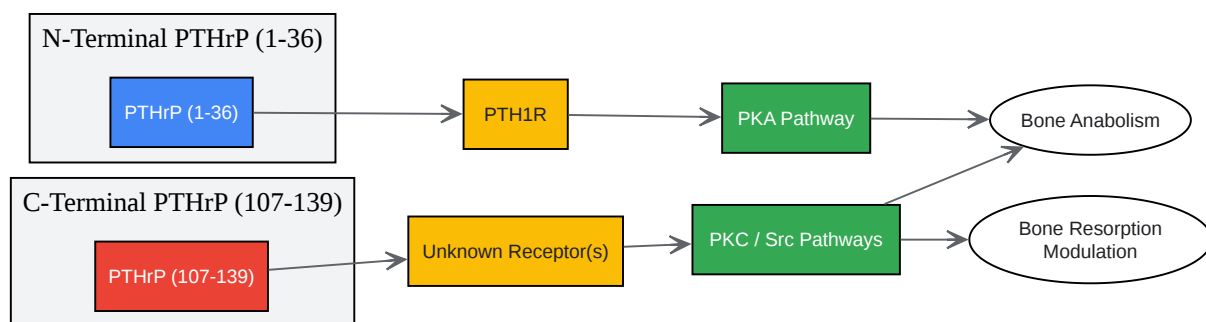 N-Terminal PTHrP (1-36)
PTHrP (1-36)
PTH1R
PKA Pathway
Bone Anabolism
C-Terminal PTHrP (107-139)
PTHrP (107-139)
Unknown Receptor(s)
PKC / Src Pathways
Bone Resorption
Modulation